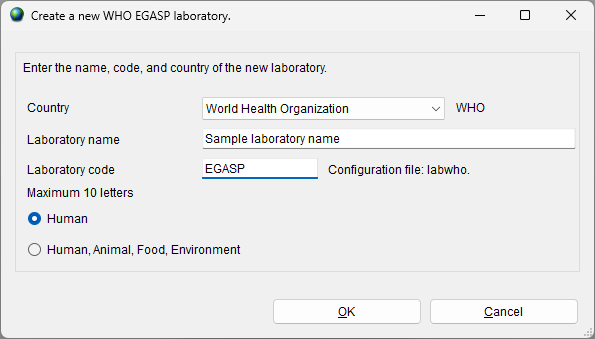 Create a new WHO EGASP laboratory.
Enter the name, code, and country of the new laboratory.
Country World Health Organization WHO
Laboratory name Sample laboratory name
Laboratory code EGASP Configuration file: labwho.
Maximum 10 letters
Human
Human, Animal, Food, Environment
OK Cancel